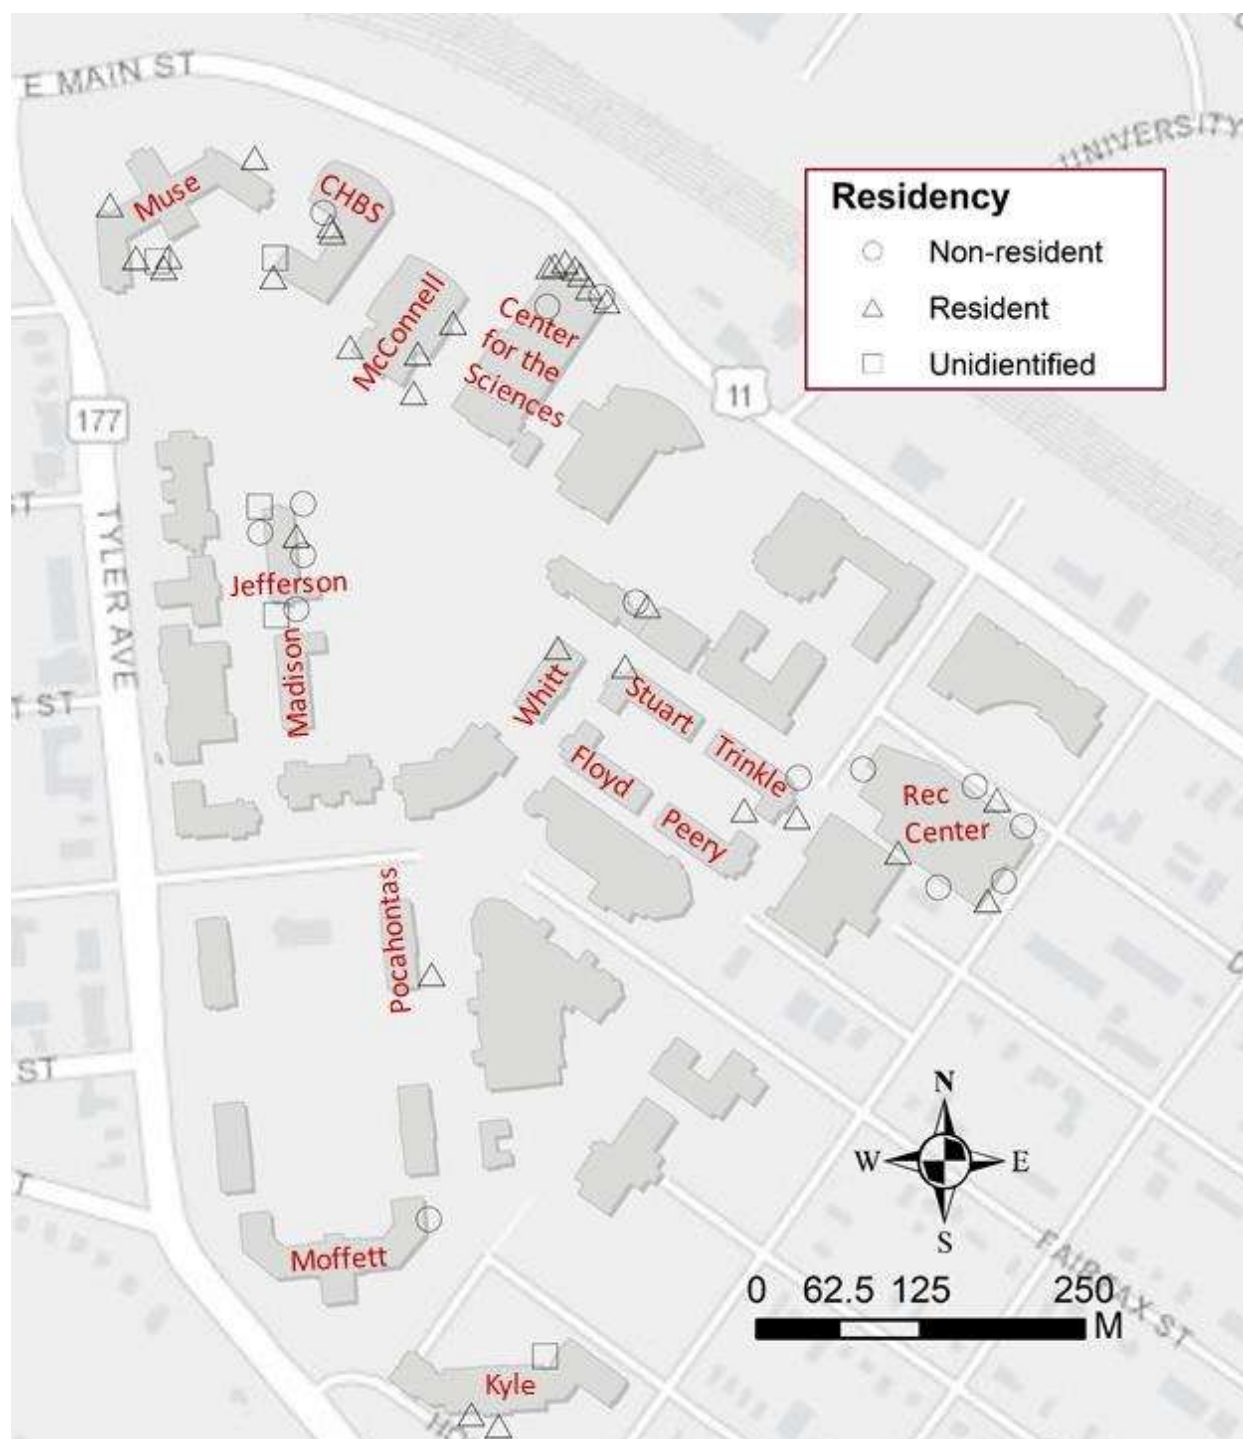 E MAIN ST
UNIVERSITY
Muse
CHBS
Residency
Non-resident
Resident
Unidentified
McConnell
Center
for the
Sciences
11
177
ST
TYLER AVE
Jefferson
Madison
Whitt
Stuart
Trinkle
Floyd
Peery
Rec
Center
T ST
Pocahontas
ST
N
W
E
S
Moffett
0 62.5 125 250
M
FAIRFAX ST
Kyle